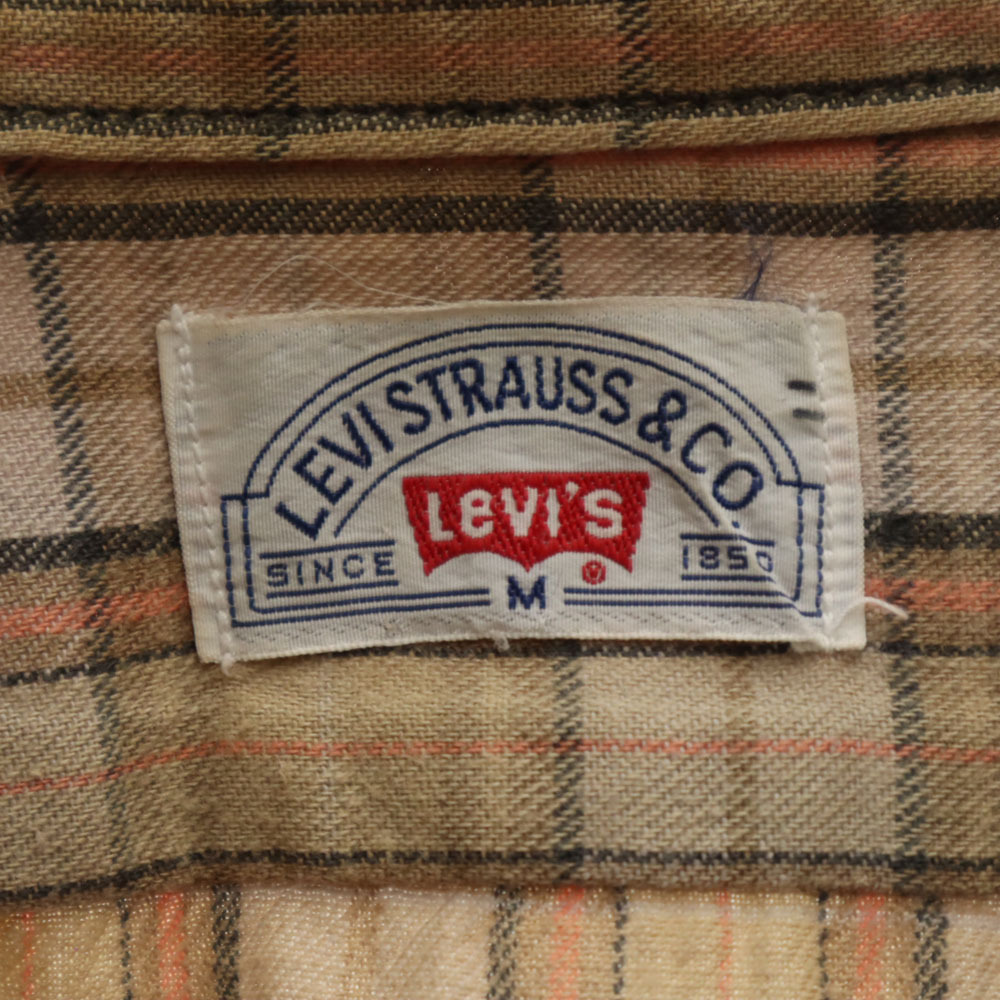 LEVI STRAUSS & CO.
LeVI'S
SINCE 1850
M